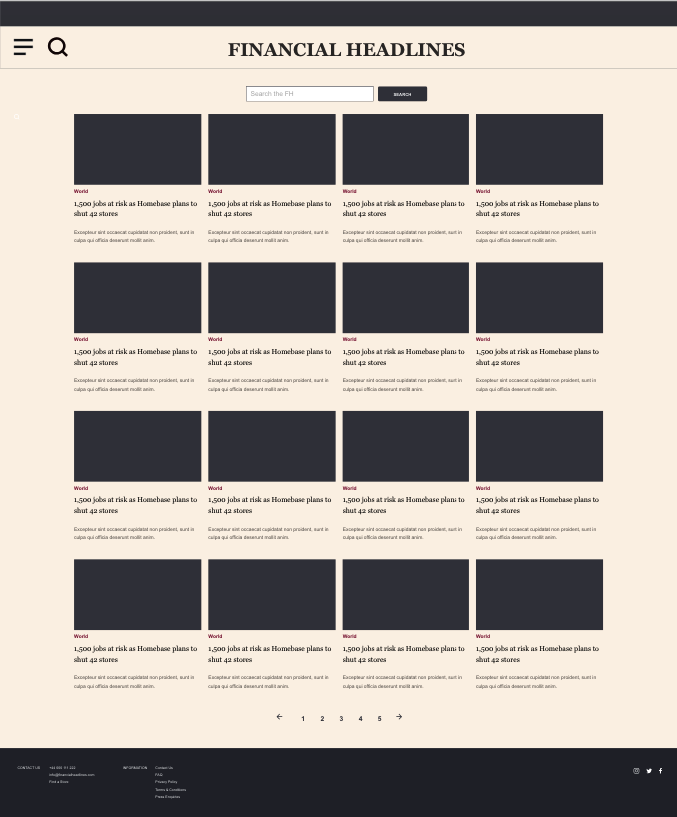 FINANCIAL HEADLINES
Search the FH
SEARCH
World
World
World
World
1,500 jobs at risk as Homebase plans to
shut 42 stores
1,500 jobs at risk as Homebase plans to
shut 42 stores
1,500 jobs at risk as Homebase plans to
shut 42 stores
1,500 jobs at risk as Homebase plans to
shut 42 stores
Excepteur sint occaecat cupidatat non proident, sunt in
culpa qui officia deserunt mollit anim.
Excepteur sint occaecat cupidatat non proident, sunt in
culpa qui officia deserunt mollit anim.
Excepteur sint occaecat cupidatat non proident, sunt in
culpa qui officia deserunt mollit anim.
Excepteur sint occaecat cupidatat non proident, sunt in
culpa qui officia deserunt mollit anim.
World
World
World
World
1,500 jobs at risk as Homebase plans to
shut 42 stores
1,500 jobs at risk as Homebase plans to
shut 42 stores
1,500 jobs at risk as Homebase plans to
shut 42 stores
1,500 jobs at risk as Homebase plans to
shut 42 stores
Excepteur sint occaecat cupidatat non proident, sunt in
culpa qui officia deserunt mollit anim.
Excepteur sint occaecat cupidatat non proident, sunt in
culpa qui officia deserunt mollit anim.
Excepteur sint occaecat cupidatat non proident, sunt in
culpa qui officia deserunt mollit anim.
Excepteur sint occaecat cupidatat non proident, sunt in
culpa qui officia deserunt mollit anim.
World
World
World
World
1,500 jobs at risk as Homebase plans to
shut 42 stores
1,500 jobs at risk as Homebase plans to
shut 42 stores
1,500 jobs at risk as Homebase plans to
shut 42 stores
1,500 jobs at risk as Homebase plans to
shut 42 stores
Excepteur sint occaecat cupidatat non proident, sunt in
culpa qui officia deserunt mollit anim.
Excepteur sint occaecat cupidatat non proident, sunt in
culpa qui officia deserunt mollit anim.
Excepteur sint occaecat cupidatat non proident, sunt in
culpa qui officia deserunt mollit anim.
Excepteur sint occaecat cupidatat non proident, sunt in
culpa qui officia deserunt mollit anim.
World
World
World
World
1,500 jobs at risk as Homebase plans to
shut 42 stores
1,500 jobs at risk as Homebase plans to
shut 42 stores
1,500 jobs at risk as Homebase plans to
shut 42 stores
1,500 jobs at risk as Homebase plans to
shut 42 stores
Excepteur sint occaecat cupidatat non proident, sunt in
culpa qui officia deserunt mollit anim.
Excepteur sint occaecat cupidatat non proident, sunt in
culpa qui officia deserunt mollit anim.
Excepteur sint occaecat cupidatat non proident, sunt in
culpa qui officia deserunt mollit anim.
Excepteur sint occaecat cupidatat non proident, sunt in
culpa qui officia deserunt mollit anim.
1 2 3 4 5
CONTACT US
info@financialheadlines.com
Find a Store
INFORMATION
Contact Us
FAQ
Privacy Policy
Terms & Conditions
Press Enquiries